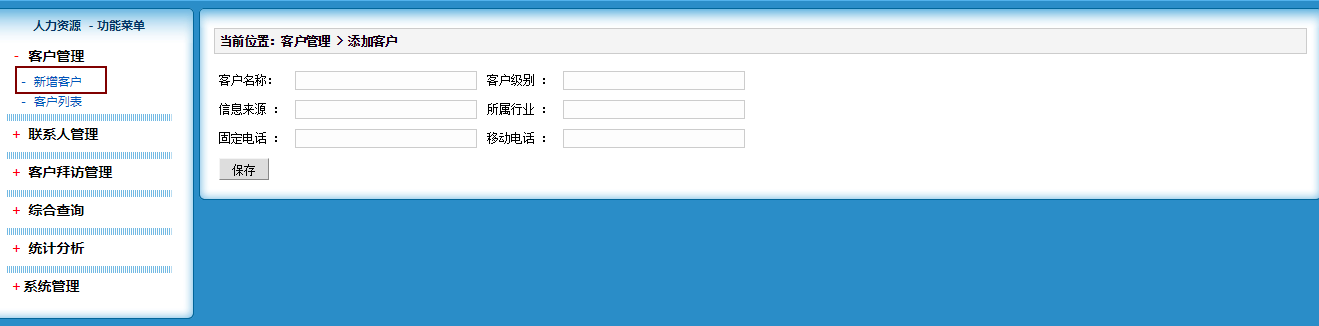 人力资源 - 功能菜单
- 客户管理
- 新增客户
- 客户列表
+ 联系人管理
+ 客户拜访管理
+ 综合查询
+ 统计分析
+ 系统管理
当前位置：客户管理 > 添加客户
客户名称： 客户级别 ：
信息来源 ： 所属行业 ：
固定电话 ： 移动电话 ：
保存